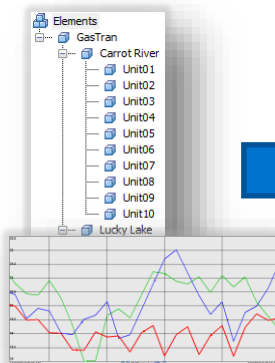 Elements
GasTran
Carrot River
Unit01
Unit02
Unit03
Unit04
Unit05
Unit06
Unit07
Unit08
Unit09
Unit10
Lucky Lake